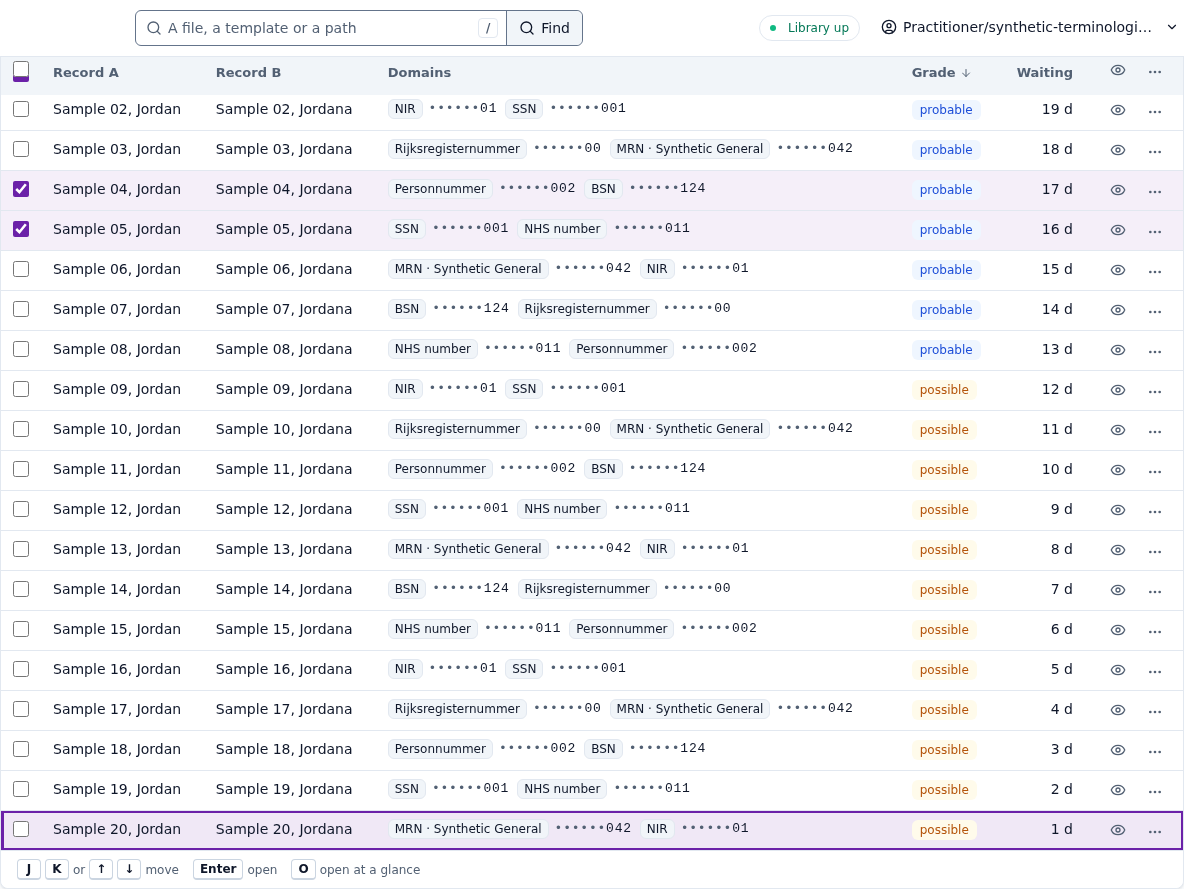 A file, a template or a path / Find Library up Practitioner/synthetic-terminologi...
Record A Record B Domains Grade ↓ Waiting ...
Sample 02, Jordan Sample 02, Jordana NIR ••••••01 SSN ••••••001 probable 19 d ...
Sample 03, Jordan Sample 03, Jordana Rijksregisternummer ••••••00 MRN · Synthetic General ••••••042 probable 18 d ...
Sample 04, Jordan Sample 04, Jordana Personnummer ••••••002 BSN ••••••124 probable 17 d ...
Sample 05, Jordan Sample 05, Jordana SSN ••••••001 NHS number ••••••011 probable 16 d ...
Sample 06, Jordan Sample 06, Jordana MRN · Synthetic General ••••••042 NIR ••••••01 probable 15 d ...
Sample 07, Jordan Sample 07, Jordana BSN ••••••124 Rijksregisternummer ••••••00 probable 14 d ...
Sample 08, Jordan Sample 08, Jordana NHS number ••••••011 Personnummer ••••••002 probable 13 d ...
Sample 09, Jordan Sample 09, Jordana NIR ••••••01 SSN ••••••001 possible 12 d ...
Sample 10, Jordan Sample 10, Jordana Rijksregisternummer ••••••00 MRN · Synthetic General ••••••042 possible 11 d ...
Sample 11, Jordan Sample 11, Jordana Personnummer ••••••002 BSN ••••••124 possible 10 d ...
Sample 12, Jordan Sample 12, Jordana SSN ••••••001 NHS number ••••••011 possible 9 d ...
Sample 13, Jordan Sample 13, Jordana MRN · Synthetic General ••••••042 NIR ••••••01 possible 8 d ...
Sample 14, Jordan Sample 14, Jordana BSN ••••••124 Rijksregisternummer ••••••00 possible 7 d ...
Sample 15, Jordan Sample 15, Jordana NHS number ••••••011 Personnummer ••••••002 possible 6 d ...
Sample 16, Jordan Sample 16, Jordana NIR ••••••01 SSN ••••••001 possible 5 d ...
Sample 17, Jordan Sample 17, Jordana Rijksregisternummer ••••••00 MRN · Synthetic General ••••••042 possible 4 d ...
Sample 18, Jordan Sample 18, Jordana Personnummer ••••••002 BSN ••••••124 possible 3 d ...
Sample 19, Jordan Sample 19, Jordana SSN ••••••001 NHS number ••••••011 possible 2 d ...
Sample 20, Jordan Sample 20, Jordana MRN · Synthetic General ••••••042 NIR ••••••01 possible 1 d ...
J K or ↑ ↓ move Enter open O open at a glance